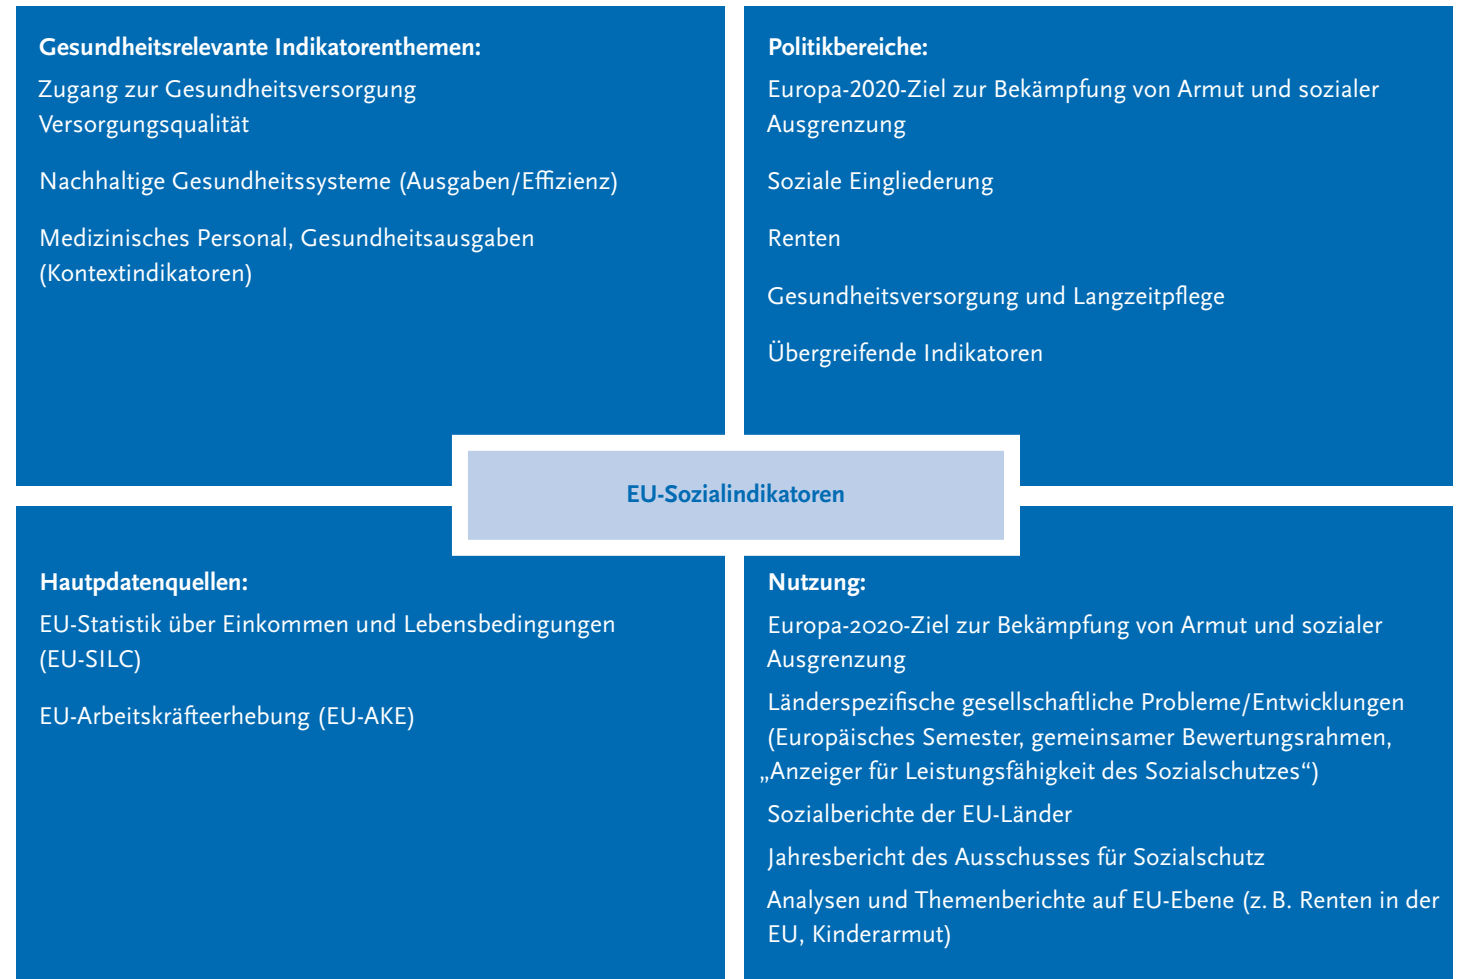 Gesundheitsrelevante Indikatorenthemen:
Zugang zur Gesundheitsversorgung
Versorgungsqualität
Nachhaltige Gesundheitssysteme (Ausgaben/Effizienz)
Medizinisches Personal, Gesundheitsausgaben
(Kontextindikatoren)
Politikbereiche:
Europa-2020-Ziel zur Bekämpfung von Armut und sozialer
Ausgrenzung
Soziale Eingliederung
Renten
Gesundheitsversorgung und Langzeitpflege
Übergreifende Indikatoren
EU-Sozialindikatoren
Hautpdatenquellen:
EU-Statistik über Einkommen und Lebensbedingungen
(EU-SILC)
EU-Arbeitskräfteerhebung (EU-AKE)
Nutzung:
Europa-2020-Ziel zur Bekämpfung von Armut und sozialer
Ausgrenzung
Länderspezifische gesellschaftliche Probleme/Entwicklungen
(Europäisches Semester, gemeinsamer Bewertungsrahmen,
„Anzeiger für Leistungsfähigkeit des Sozialschutzes“)
Sozialberichte der EU-Länder
Jahresbericht des Ausschusses für Sozialschutz
Analysen und Themenberichte auf EU-Ebene (z. B. Renten in der
EU, Kinderarmut)